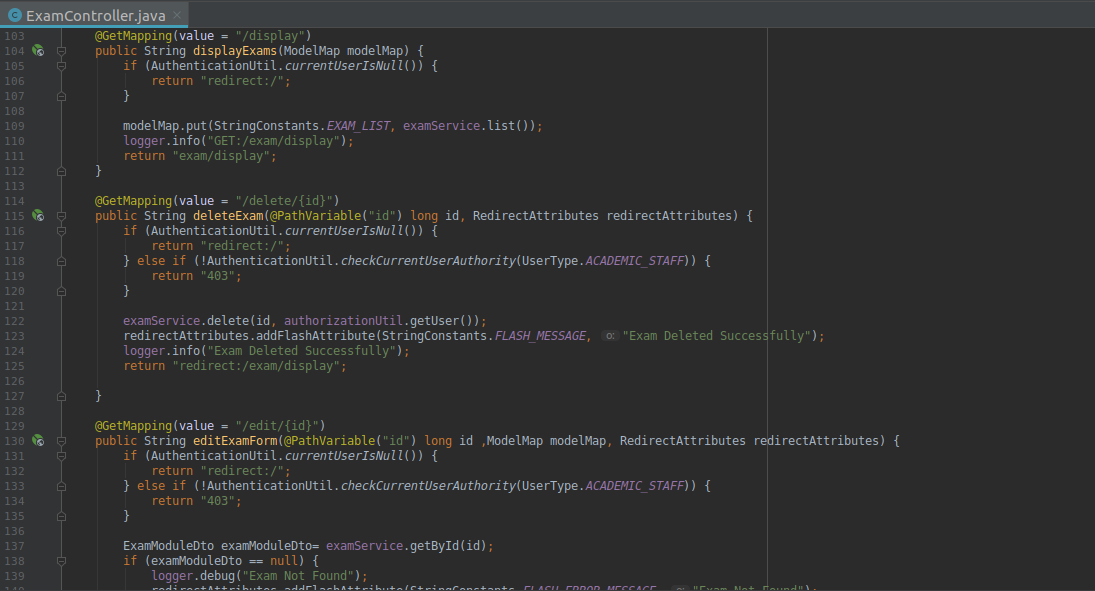 ExamController.java
103 @GetMapping(value = "/display")
104 public String displayExams(ModelMap modelMap) {
105 if (AuthenticationUtil.currentUserIsNull()) {
106 return "redirect:/";
107 }
108
109 modelMap.put(StringConstants.EXAM_LIST, examService.list());
110 logger.info("GET:/exam/display");
111 return "exam/display";
112 }
113
114 @GetMapping(value = "/delete/{id}")
115 public String deleteExam(@PathVariable("id") long id, RedirectAttributes redirectAttributes) {
116 if (AuthenticationUtil.currentUserIsNull()) {
117 return "redirect:/";
118 } else if (!AuthenticationUtil.checkCurrentUserAuthority(UserType.ACADEMIC_STAFF)) {
119 return "403";
120 }
121
122 examService.delete(id, authorizationUtil.getUser());
123 redirectAttributes.addFlashAttribute(StringConstants.FLASH_MESSAGE, o: "Exam Deleted Successfully");
124 logger.info("Exam Deleted Successfully");
125 return "redirect:/exam/display";
126
127 }
128
129 @GetMapping(value = "/edit/{id}")
130 public String editExamForm(@PathVariable("id") long id ,ModelMap modelMap, RedirectAttributes redirectAttributes) {
131 if (AuthenticationUtil.currentUserIsNull()) {
132 return "redirect:/";
133 } else if (!AuthenticationUtil.checkCurrentUserAuthority(UserType.ACADEMIC_STAFF)) {
134 return "403";
135 }
136
137 ExamModuleDto examModuleDto= examService.getById(id);
138 if (examModuleDto == null) {
139 logger.debug("Exam Not Found");
140 redirectAttributes.addFlashAttribute(StringConstants.FLASH_ERROR_MESSAGE, o: "Exam Not Found");